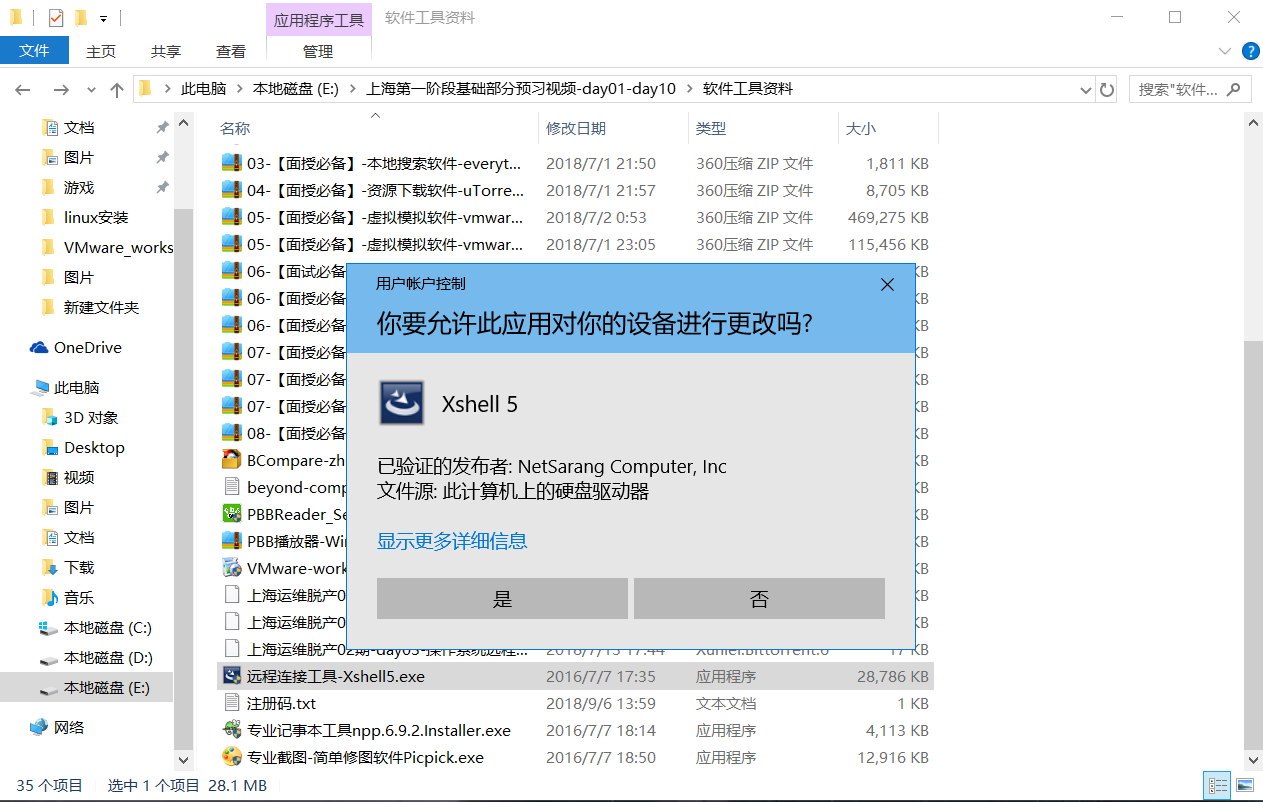 应用程序工具 软件工具资料
文件 主页 共享 查看 管理
此电脑 > 本地磁盘 (E:) > 上海第一阶段基础部分预习视频-day01-day10 > 软件工具资料
搜索"软件...
名称 修改日期 类型 大小
文档
图片
游戏
linux安装
VMware_works
图片
新建文件夹
OneDrive
此电脑
3D 对象
Desktop
视频
图片
文档
下载
音乐
本地磁盘 (C:)
本地磁盘 (D:)
本地磁盘 (E:)
网络
03-【面授必备】-本地搜索软件-everyt... 2018/7/1 21:50 360压缩 ZIP 文件 1,811 KB
04-【面授必备】-资源下载软件-uTorre... 2018/7/1 21:57 360压缩 ZIP 文件 8,705 KB
05-【面授必备】-虚拟模拟软件-vmwar... 2018/7/2 0:53 360压缩 ZIP 文件 469,275 KB
05-【面授必备】-虚拟模拟软件-vmwar... 2018/7/1 23:05 360压缩 ZIP 文件 115,456 KB
06-【面试必备 KB
06-【面授必备 KB
06-【面授必备 KB
07-【面授必备 KB
07-【面授必备 KB
07-【面授必备 KB
08-【面授必备 KB
BCompare-zh KB
beyond-comp KB
PBBReader_Se KB
PBB播放器-Wi KB
VMware-work KB
上海运维脱产0 KB
上海运维脱产0 KB
用户帐户控制
你要允许此应用对你的设备进行更改吗?
Xshell 5
已验证的发布者: NetSarang Computer, Inc
文件源: 此计算机上的硬盘驱动器
显示更多详细信息
是 否
上海运维脱产02期-day03-操作系统远程... 2018/7/13 17:44 Xunlei.Bittorrent.6 17 KB
远程连接工具-Xshell5.exe 2016/7/7 17:35 应用程序 28,786 KB
注册码.txt 2018/9/6 13:59 文本文档 1 KB
专业记事本工具npp.6.9.2.Installer.exe 2016/7/7 18:14 应用程序 4,113 KB
专业截图-简单修图软件Picpick.exe 2016/7/7 18:50 应用程序 12,916 KB
35 个项目 选中 1 个项目 28.1 MB